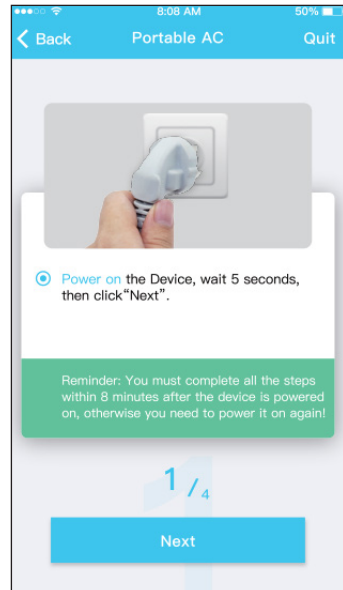 8:08 AM
50%
Back
Portable AC
Quit
Power on the Device, wait 5 seconds,
then click“Next”.
Reminder: You must complete all the steps
within 8 minutes after the device is powered
on, otherwise you need to power it on again!
1/4
Next